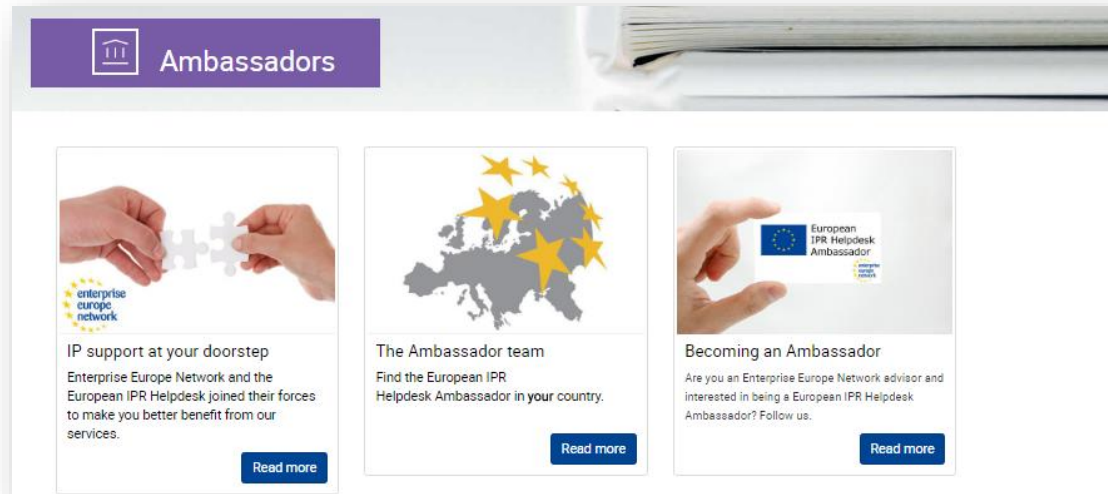 Ambassadors
enterprise
europe
network
IP support at your doorstep
Enterprise Europe Network and the
European IPR Helpdesk joined their forces
to make you better benefit from our
services.
Read more
The Ambassador team
Find the European IPR
Helpdesk Ambassador in your country.
Read more
European
IPR Helpdesk
Ambassador
enterprise
europe
network
Becoming an Ambassador
Are you an Enterprise Europe Network advisor and
interested in being a European IPR Helpdesk
Ambassador? Follow us.
Read more